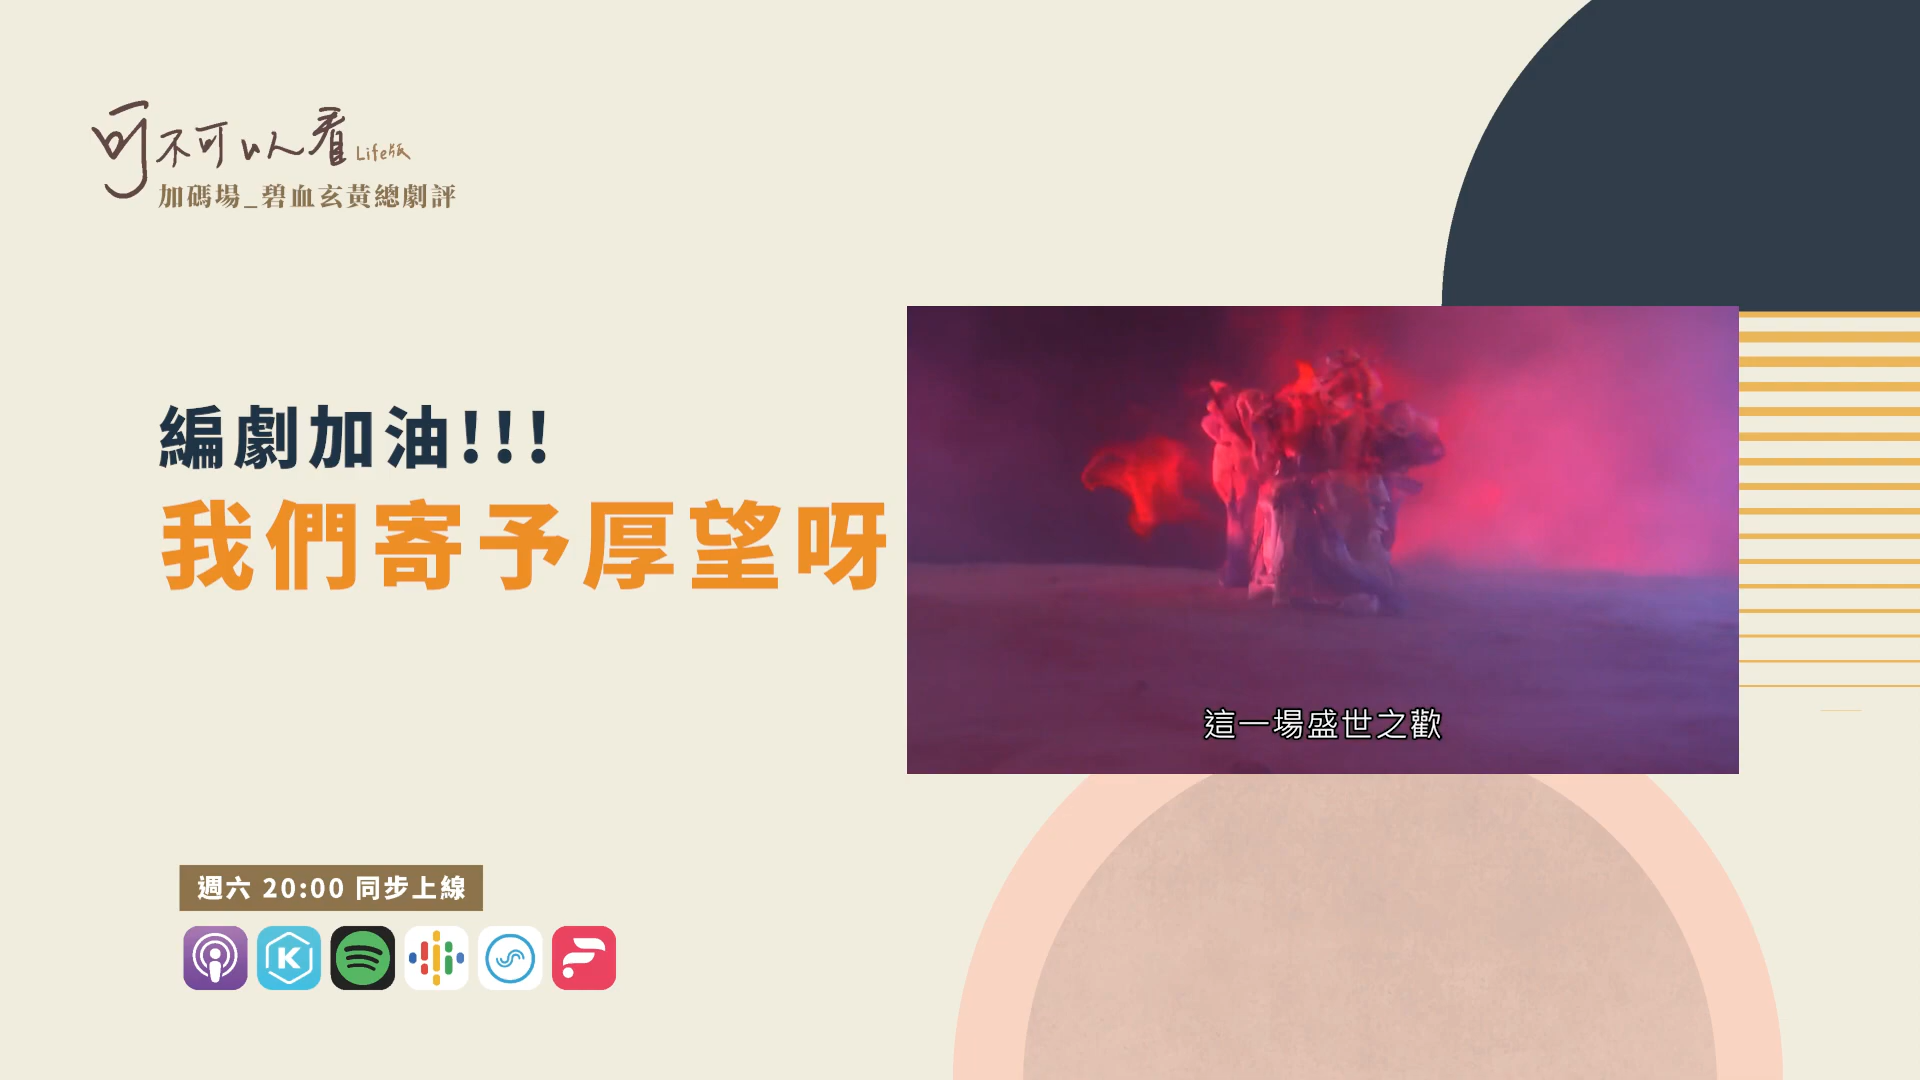 可不可以看 Life版
加碼場_碧血玄黃總劇評
編劇加油!!!
我們寄予厚望呀
這一場盛世之歡
週六 20:00 同步上線